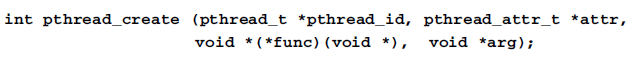 int pthread_create (pthread_t *pthread_id, pthread_attr_t *attr,
void *(*func)(void *), void *arg);